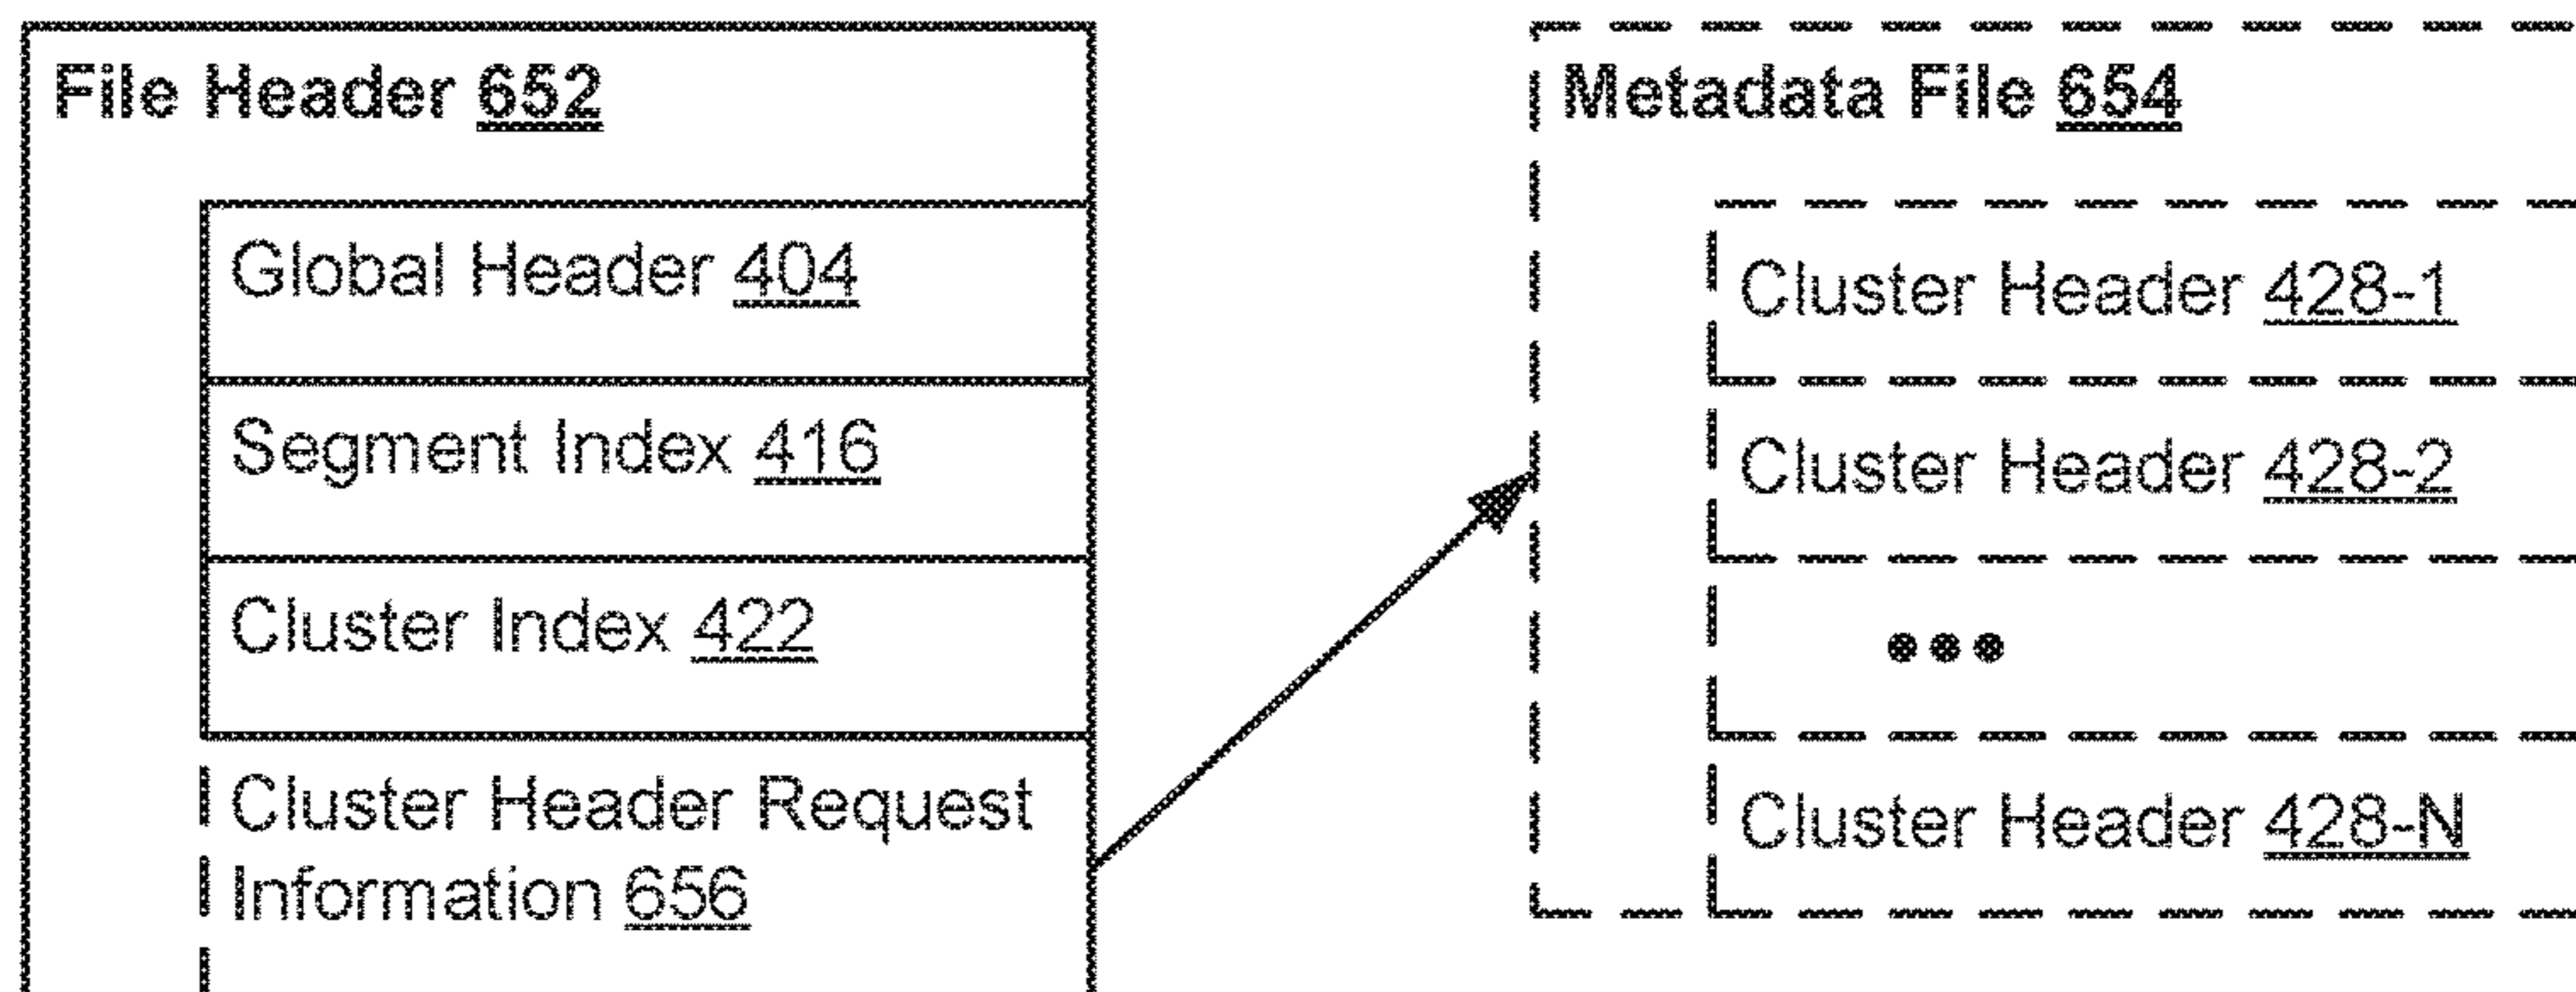 File Header 652
Global Header 404
Segment Index 416
Cluster Index 422
Cluster Header Request
Information 656
Metadata File 654
Cluster Header 428-1
Cluster Header 428-2
Cluster Header 428-N